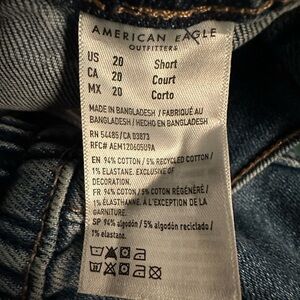 AMERICAN EAGLE
OUTFITTERS
US 20 Short
CA 20 Court
MX 20 Corto
MADE IN BANGLADESH / FABRIQUÉ AU
BANGLADESH / HECHO EN BANGLADESH
RN 54485/CA 03873
RFC# AEM120605U9A
EN 94% COTTON / 5% RECYCLED COTTON /
1% ELASTANE. EXCLUSIVE OF
DECORATION.
FR 94% COTON / 5% COTON RÉGÉNÉRÉ /
1% ÉLASTHANNE. À L'EXCEPTION DE LA
GARNITURE.
SP 94% algodón / 5% algodón reciclado /
1% elastano.